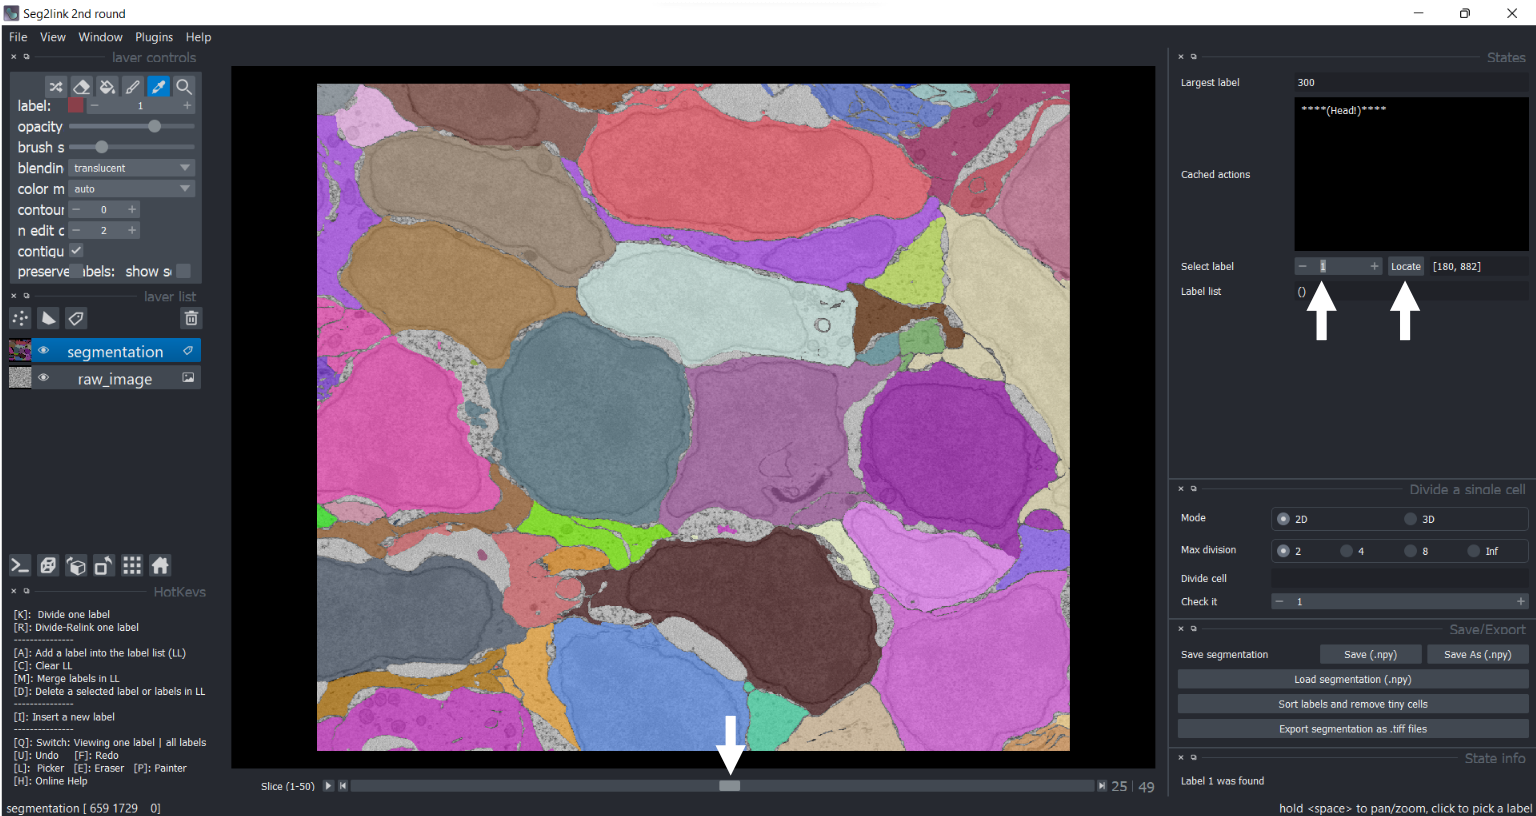 Seg2link 2nd round
File View Window Plugins Help
layer controls
label: 1
opacity
brush s
blendin translucent
color m auto
contour 0
n edit c 2
contigu
preserve labels: show se
layer list
segmentation
raw_image
HotKeys
[K]: Divide one label
[R]: Divide-Relink one label
---------------
[A]: Add a label into the label list (LL)
[C]: Clear LL
[M]: Merge labels in LL
[D]: Delete a selected label or labels in LL
---------------
[I]: Insert a new label
---------------
[Q]: Switch: Viewing one label | all labels
[U]: Undo [F]: Redo
[L]: Picker [E]: Eraser [P]: Painter
[H]: Online Help
segmentation [ 659 1729 0]
Slice (1-50) 25 | 49
States
Largest label 300
Cached actions
****(Head!)****
Select label 1 Locate [180, 882]
Label list ()
Divide a single cell
Mode 2D 3D
Max division 2 4 8 Inf
Divide cell
Check it 1
Save/Export
Save segmentation Save (.npy) Save As (.npy)
Load segmentation (.npy)
Sort labels and remove tiny cells
Export segmentation as .tiff files
State info
Label 1 was found
hold <space> to pan/zoom, click to pick a label